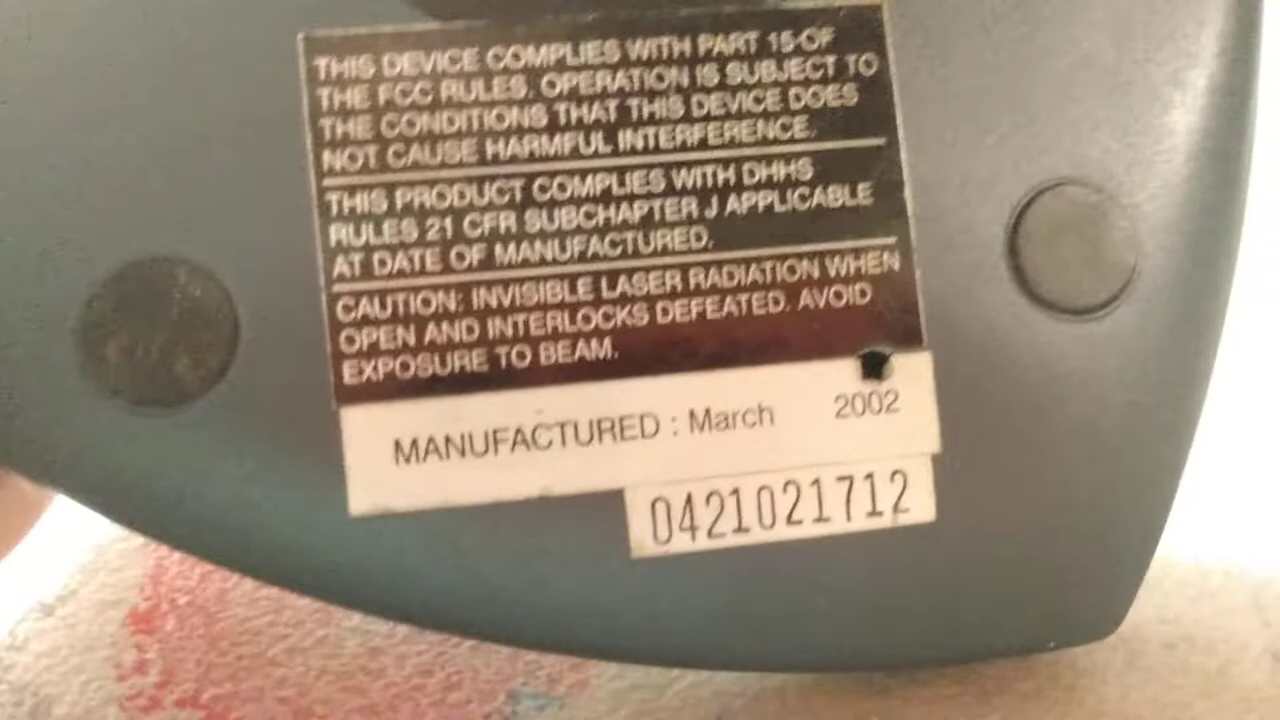 THIS DEVICE COMPLIES WITH PART 15 OF
THE FCC RULES. OPERATION IS SUBJECT TO
THE CONDITIONS THAT THIS DEVICE DOES
NOT CAUSE HARMFUL INTERFERENCE.
THIS PRODUCT COMPLIES WITH DHHS
RULES 21 CFR SUBCHAPTER J APPLICABLE
AT DATE OF MANUFACTURED.
CAUTION: INVISIBLE LASER RADIATION WHEN
OPEN AND INTERLOCKS DEFEATED. AVOID
EXPOSURE TO BEAM.
MANUFACTURED : March 2002
0421021712